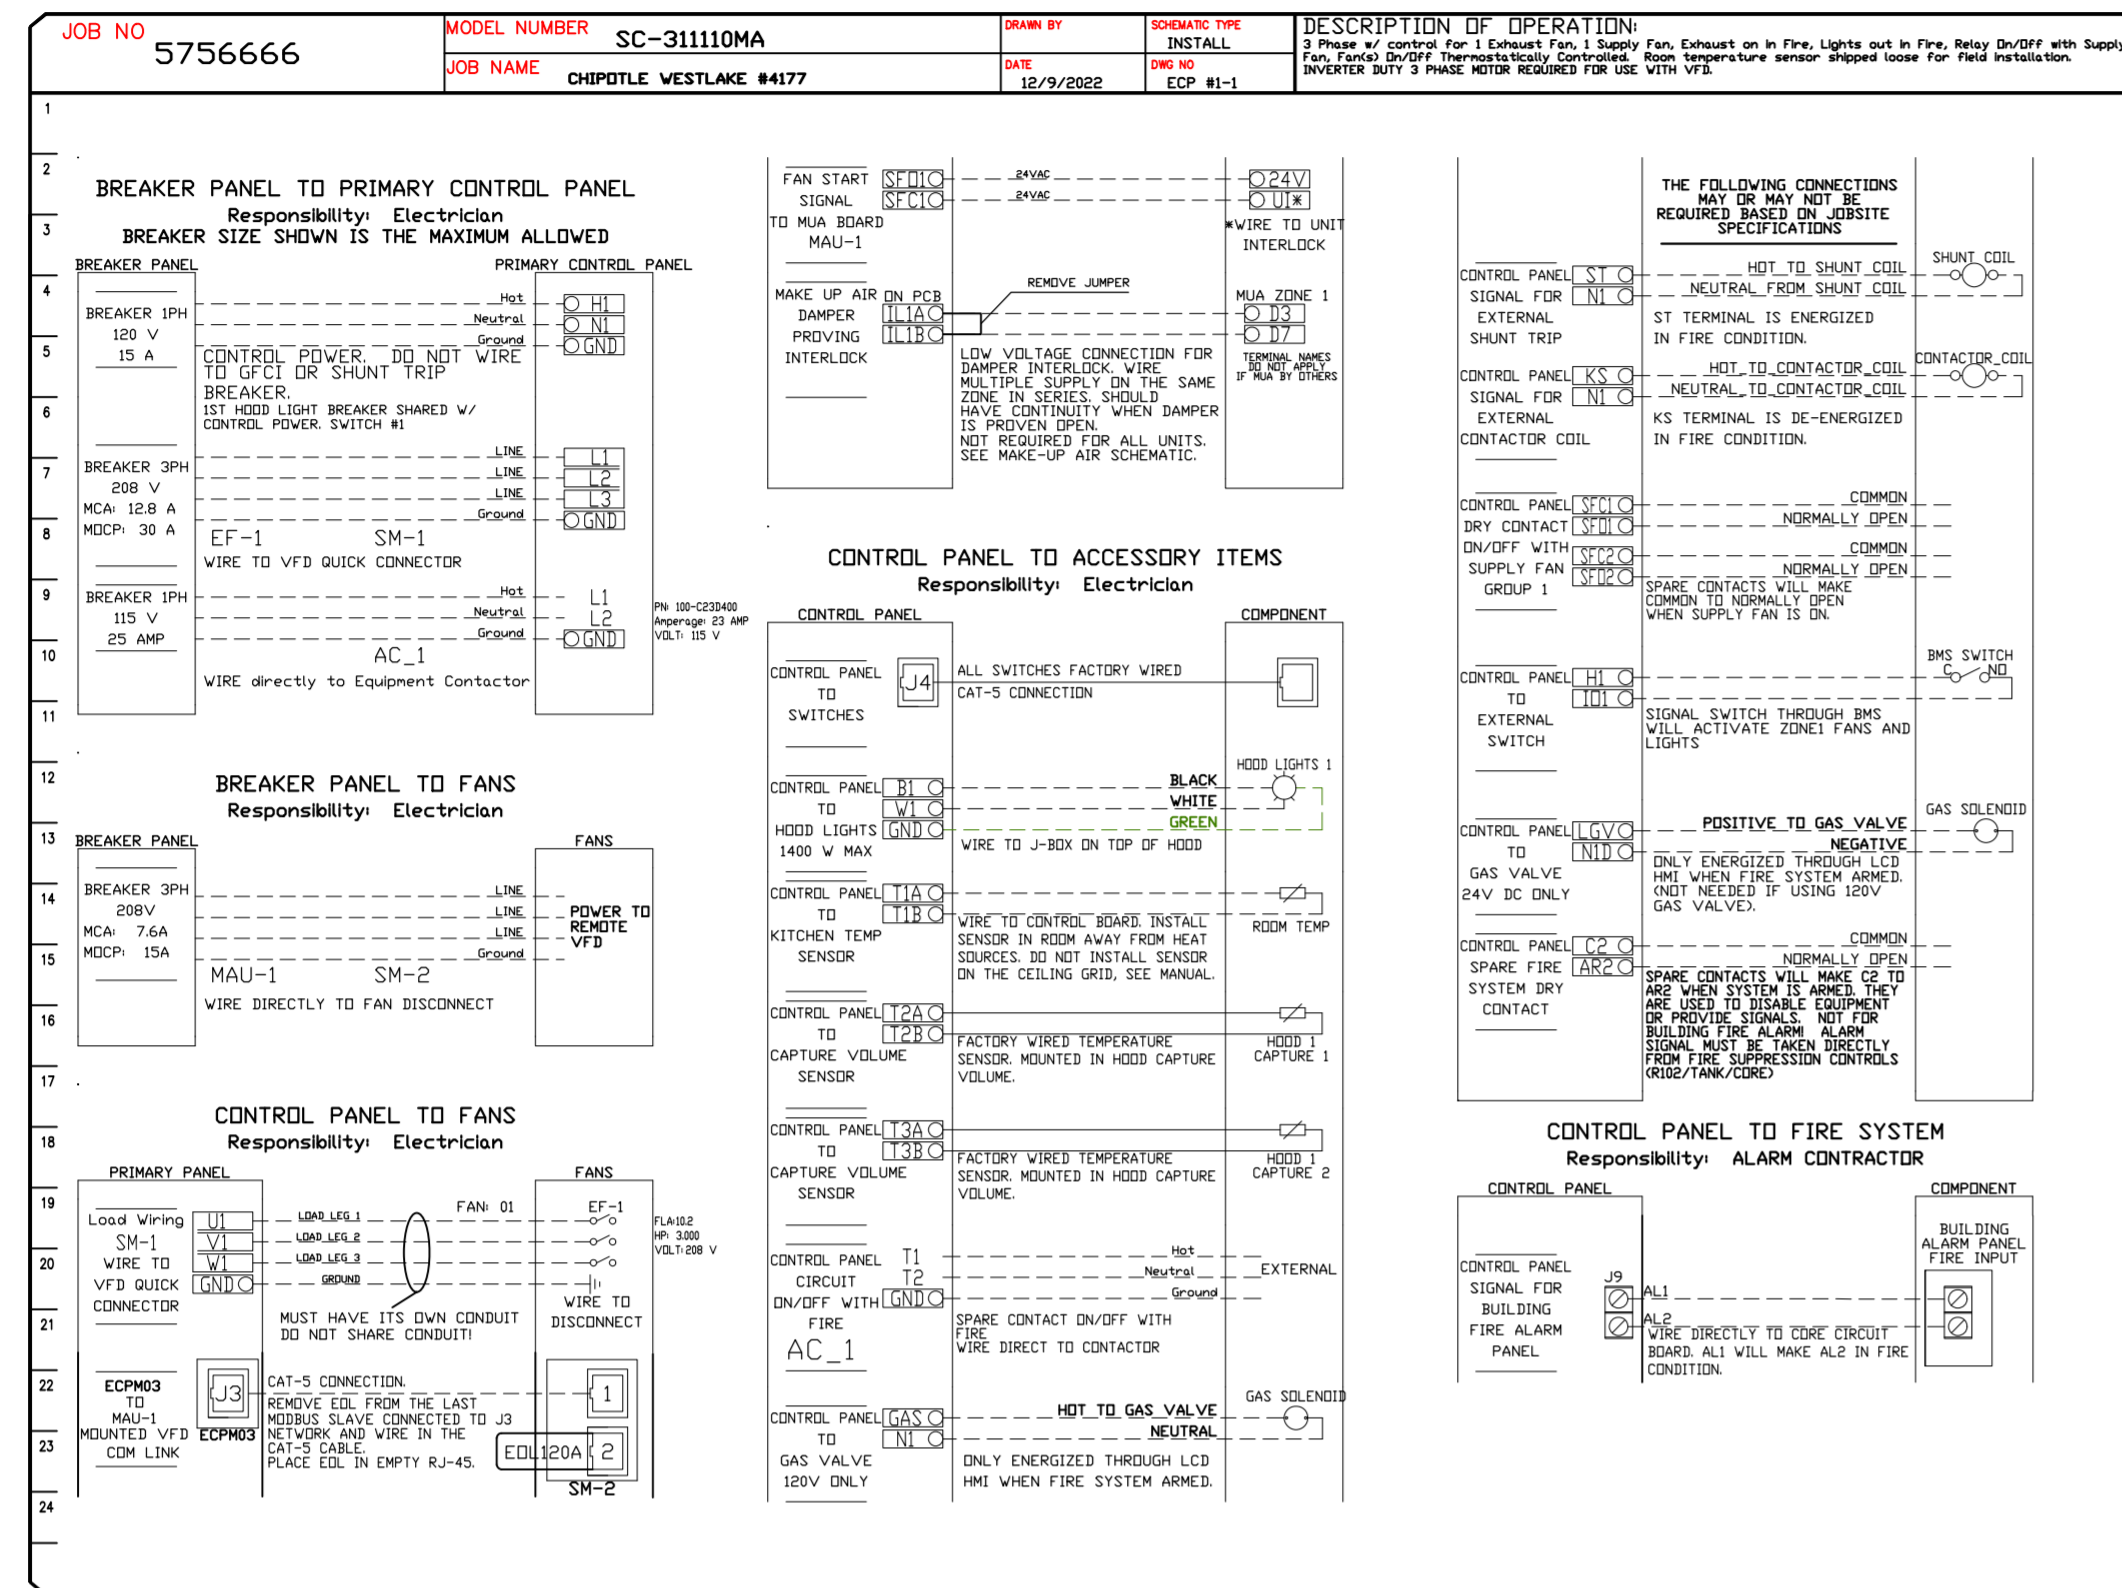 JOB NO
5756666
MODEL NUMBER
SC-311110MA
JOB NAME
CHIPOTLE WESTLAKE #4177
DRAWN BY
SCHEMATIC TYPE
INSTALL
DATE
12/9/2022
DWG NO
ECP #1-1
DESCRIPTION OF OPERATION:
3 Phase w/ control for 1 Exhaust Fan, 1 Supply Fan, Exhaust on in Fire, Lights out in Fire, Relay On/Off with Supply
Fan, Fan(s) On/Off Thermostatically Controlled. Room temperature sensor shipped loose for field installation.
INVERTER DUTY 3 PHASE MOTOR REQUIRED FOR USE WITH VFD.
1
2
3
4
5
6
7
8
9
10
11
12
13
14
15
16
17
18
19
20
21
22
23
24
BREAKER PANEL TO PRIMARY CONTROL PANEL
Responsibility: Electrician
BREAKER SIZE SHOWN IS THE MAXIMUM ALLOWED
BREAKER PANEL
PRIMARY CONTROL PANEL
BREAKER 1PH
120 V
15 A
Hot
H1
Neutral
N1
Ground
GND
CONTROL POWER. DO NOT WIRE
TO GFCI OR SHUNT TRIP
BREAKER.
1ST HOOD LIGHT BREAKER SHARED W/
CONTROL POWER. SWITCH #1
BREAKER 3PH
208 V
MCA: 12.8 A
MOCP: 30 A
LINE
L1
LINE
L2
LINE
L3
Ground
GND
EF-1
SM-1
WIRE TO VFD QUICK CONNECTOR
BREAKER 1PH
115 V
25 AMP
Hot
L1
Neutral
L2
Ground
GND
PN: 100-C23D400
Amperage: 23 AMP
VOLT: 115 V
AC_1
WIRE directly to Equipment Contactor
BREAKER PANEL TO FANS
Responsibility: Electrician
BREAKER PANEL
FANS
BREAKER 3PH
208V
MCA: 7.6A
MOCP: 15A
LINE
LINE
LINE
Ground
POWER TO
REMOTE
VFD
MAU-1
SM-2
WIRE DIRECTLY TO FAN DISCONNECT
CONTROL PANEL TO FANS
Responsibility: Electrician
PRIMARY PANEL
FANS
Load Wiring
SM-1
WIRE TO
VFD QUICK
CONNECTOR
U1
V1
W1
GND
LOAD LEG 1
LOAD LEG 2
LOAD LEG 3
GROUND
FAN: 01
EF-1
FLA:10.2
HP: 3.000
VOLT:208 V
WIRE TO
DISCONNECT
MUST HAVE ITS OWN CONDUIT
DO NOT SHARE CONDUIT!
ECPM03
TO
MAU-1
MOUNTED VFD
COM LINK
J3
ECPM03
CAT-5 CONNECTION.
REMOVE EOL FROM THE LAST
MODBUS SLAVE CONNECTED TO J3
NETWORK AND WIRE IN THE
CAT-5 CABLE.
PLACE EOL IN EMPTY RJ-45.
1
EOL120A
2
SM-2
FAN START
SIGNAL
TO MUA BOARD
MAU-1
SFO1
SFC1
24VAC
24VAC
24V
UI*
*WIRE TO UNIT
INTERLOCK
MAKE UP AIR
DAMPER
PROVING
INTERLOCK
ON PCB
IL1A
IL1B
REMOVE JUMPER
MUA ZONE 1
D3
D7
TERMINAL NAMES
DO NOT APPLY
IF MUA BY OTHERS
LOW VOLTAGE CONNECTION FOR
DAMPER INTERLOCK. WIRE
MULTIPLE SUPPLY ON THE SAME
ZONE IN SERIES. SHOULD
HAVE CONTINUITY WHEN DAMPER
IS PROVEN OPEN.
NOT REQUIRED FOR ALL UNITS.
SEE MAKE-UP AIR SCHEMATIC.
CONTROL PANEL TO ACCESSORY ITEMS
Responsibility: Electrician
CONTROL PANEL
COMPONENT
CONTROL PANEL
TO
SWITCHES
J4
ALL SWITCHES FACTORY WIRED
CAT-5 CONNECTION
CONTROL PANEL
TO
HOOD LIGHTS
1400 W MAX
B1
W1
GND
BLACK
WHITE
GREEN
HOOD LIGHTS 1
WIRE TO J-BOX ON TOP OF HOOD
CONTROL PANEL
TO
KITCHEN TEMP
SENSOR
T1A
T1B
WIRE TO CONTROL BOARD. INSTALL
SENSOR IN ROOM AWAY FROM HEAT
SOURCES. DO NOT INSTALL SENSOR
ON THE CEILING GRID, SEE MANUAL.
ROOM TEMP
CONTROL PANEL
TO
CAPTURE VOLUME
SENSOR
T2A
T2B
FACTORY WIRED TEMPERATURE
SENSOR. MOUNTED IN HOOD CAPTURE
VOLUME.
HOOD 1
CAPTURE 1
CONTROL PANEL
TO
CAPTURE VOLUME
SENSOR
T3A
T3B
FACTORY WIRED TEMPERATURE
SENSOR. MOUNTED IN HOOD CAPTURE
VOLUME.
HOOD 1
CAPTURE 2
CONTROL PANEL
CIRCUIT
ON/OFF WITH
FIRE
AC_1
T1
T2
GND
Hot
Neutral
Ground
EXTERNAL
SPARE CONTACT ON/OFF WITH
FIRE
WIRE DIRECT TO CONTACTOR
CONTROL PANEL
TO
GAS VALVE
120V ONLY
GAS
N1
HOT TO GAS VALVE
NEUTRAL
GAS SOLENOID
ONLY ENERGIZED THROUGH LCD
HMI WHEN FIRE SYSTEM ARMED.
THE FOLLOWING CONNECTIONS
MAY OR MAY NOT BE
REQUIRED BASED ON JOBSITE
SPECIFICATIONS
CONTROL PANEL
SIGNAL FOR
EXTERNAL
SHUNT TRIP
ST
N1
HOT TO SHUNT COIL
NEUTRAL FROM SHUNT COIL
SHUNT COIL
ST TERMINAL IS ENERGIZED
IN FIRE CONDITION.
CONTROL PANEL
SIGNAL FOR
EXTERNAL
CONTACTOR COIL
KS
N1
HOT TO CONTACTOR COIL
NEUTRAL TO CONTACTOR COIL
CONTACTOR COIL
KS TERMINAL IS DE-ENERGIZED
IN FIRE CONDITION.
CONTROL PANEL
DRY CONTACT
ON/OFF WITH
SUPPLY FAN
GROUP 1
SFC1
SFO1
SFC2
SFO2
COMMON
NORMALLY OPEN
COMMON
NORMALLY OPEN
SPARE CONTACTS WILL MAKE
COMMON TO NORMALLY OPEN
WHEN SUPPLY FAN IS ON.
CONTROL PANEL
TO
EXTERNAL
SWITCH
H1
IO1
BMS SWITCH
C
NO
SIGNAL SWITCH THROUGH BMS
WILL ACTIVATE ZONE1 FANS AND
LIGHTS
CONTROL PANEL
TO
GAS VALVE
24V DC ONLY
LGV
N1D
POSITIVE TO GAS VALVE
NEGATIVE
GAS SOLENOID
ONLY ENERGIZED THROUGH LCD
HMI WHEN FIRE SYSTEM ARMED.
(NOT NEEDED IF USING 120V
GAS VALVE).
CONTROL PANEL
SPARE FIRE
SYSTEM DRY
CONTACT
C2
AR2
COMMON
NORMALLY OPEN
SPARE CONTACTS WILL MAKE C2 TO
AR2 WHEN SYSTEM IS ARMED. THEY
ARE USED TO DISABLE EQUIPMENT
OR PROVIDE SIGNALS. NOT FOR
BUILDING FIRE ALARM! ALARM
SIGNAL MUST BE TAKEN DIRECTLY
FROM FIRE SUPPRESSION CONTROLS
(R102/TANK/CORE)
CONTROL PANEL TO FIRE SYSTEM
Responsibility: ALARM CONTRACTOR
CONTROL PANEL
COMPONENT
CONTROL PANEL
SIGNAL FOR
BUILDING
FIRE ALARM
PANEL
J9
AL1
AL2
BUILDING
ALARM PANEL
FIRE INPUT
WIRE DIRECTLY TO CORE CIRCUIT
BOARD. AL1 WILL MAKE AL2 IN FIRE
CONDITION.